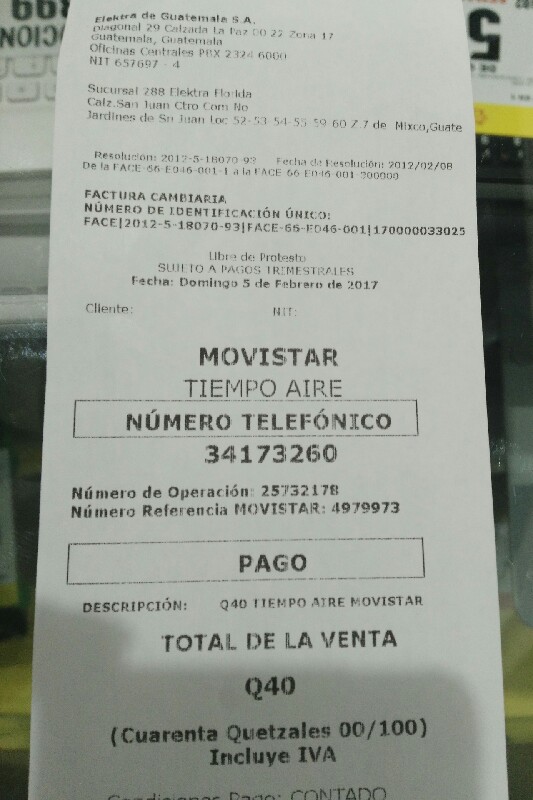 Elektra de Guatemala S.A.
Diagonal 29 Calzada La Paz D0 22 Zona 17
Guatemala, Guatemala
Oficinas Centrales PBX 2324 6000
NIT 657697 - 4
Sucursal 288 Elektra Florida
Calz.San Juan Ctro Com No
Jardines de Sn Juan Loc 52-53-54-55-59-60 Z.7 de Mixco,Guate
Resolución: 2012-5-18070-93 Fecha de Resolución: 2012/02/08
De la FACE-66-E046-001-1 a la FACE-66-E046-001-300000
FACTURA CAMBIARIA
NÚMERO DE IDENTIFICACIÓN ÚNICO:
FACE|2012-5-18070-93|FACE-66-E046-001|170000033025
Libre de Protesto
SUJETO A PAGOS TRIMESTRALES
Fecha: Domingo 5 de Febrero de 2017
Cliente: NIT:
MOVISTAR
TIEMPO AIRE
NÚMERO TELEFÓNICO
34173260
Número de Operación: 25732178
Número Referencia MOVISTAR: 4979973
PAGO
DESCRIPCIÓN: Q40 TIEMPO AIRE MOVISTAR
TOTAL DE LA VENTA
Q40
(Cuarenta Quetzales 00/100)
Incluye IVA
Condiciones Pago: CONTADO